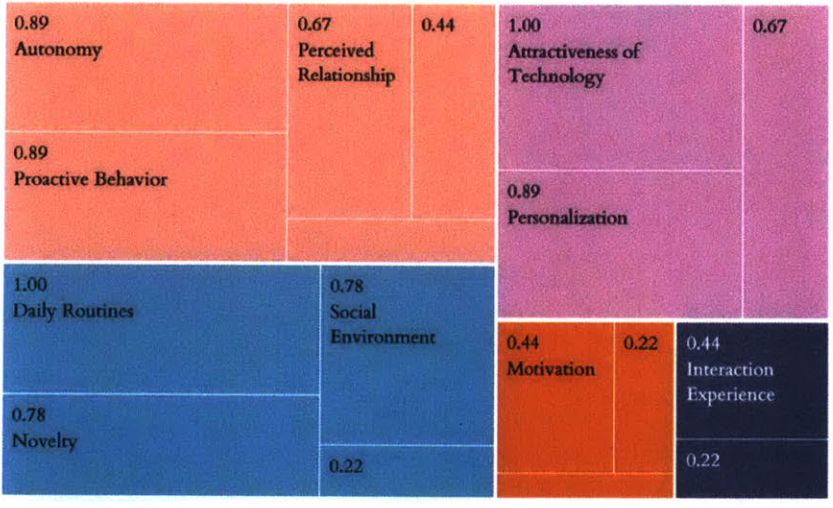 0.89
Autonomy
0.89
Proactive Behavior
0.67
Perceived
Relationship
0.44
1.00
Attractiveness of
Technology
0.67
0.89
Personalization
1.00
Daily Routines
0.78
Novelty
0.78
Social
Environment
0.22
0.44
Motivation
0.22
0.44
Interaction
Experience
0.22